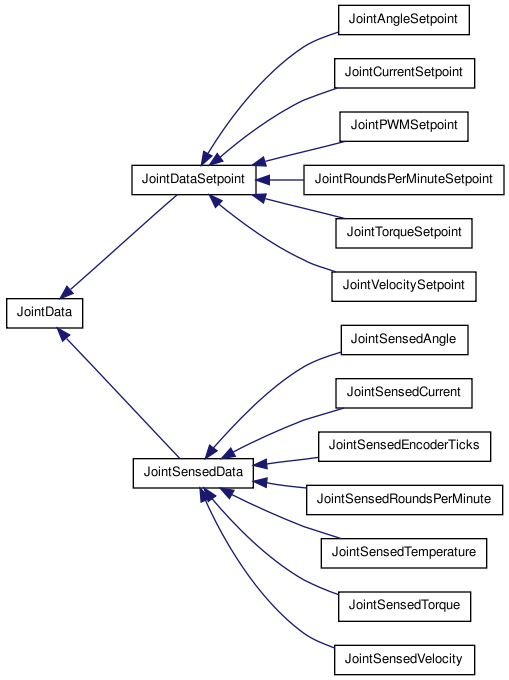 JointAngleSetpoint
JointCurrentSetpoint
JointPWMSetpoint
JointDataSetpoint
JointRoundsPerMinuteSetpoint
JointTorqueSetpoint
JointVelocitySetpoint
JointData
JointSensedAngle
JointSensedCurrent
JointSensedEncoderTicks
JointSensedData
JointSensedRoundsPerMinute
JointSensedTemperature
JointSensedTorque
JointSensedVelocity